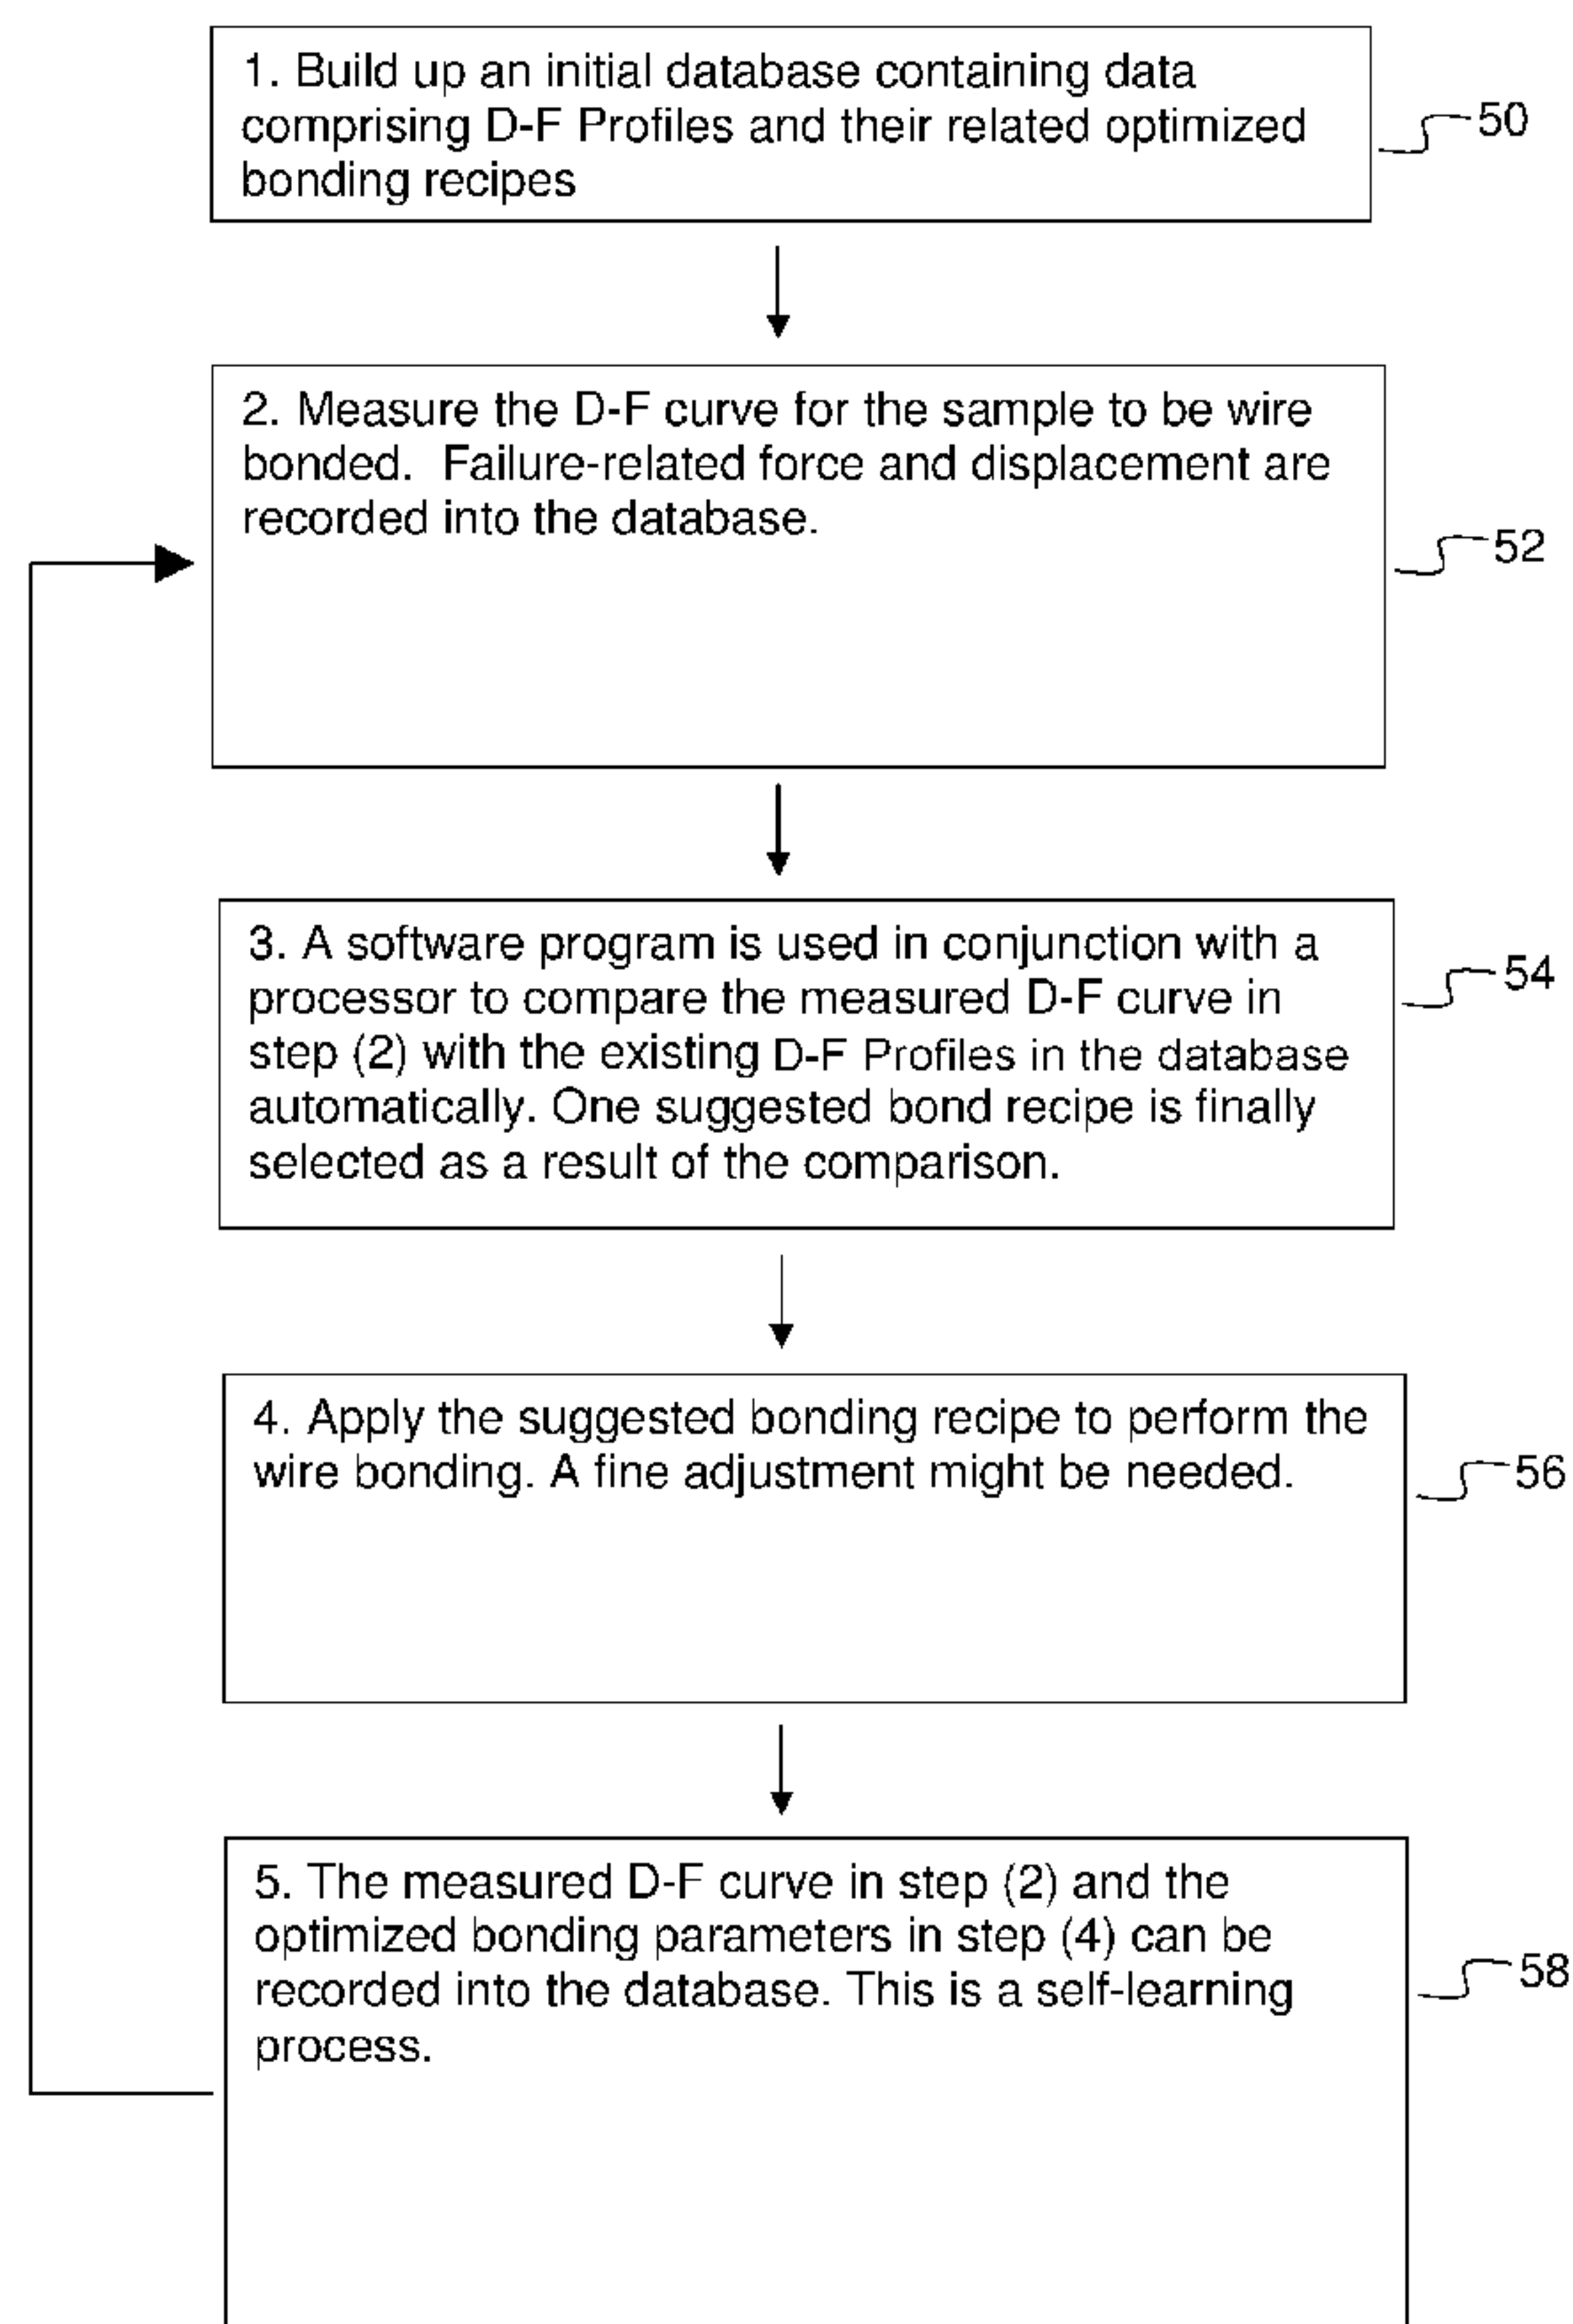 1. Build up an initial database containing data
comprising D-F Profiles and their related optimized
bonding recipes
50
2. Measure the D-F curve for the sample to be wire
bonded. Failure-related force and displacement are
recorded into the database.
52
3. A software program is used in conjunction with a
processor to compare the measured D-F curve in
step (2) with the existing D-F Profiles in the database
automatically. One suggested bond recipe is finally
selected as a result of the comparison.
54
4. Apply the suggested bonding recipe to perform the
wire bonding. A fine adjustment might be needed.
56
5. The measured D-F curve in step (2) and the
optimized bonding parameters in step (4) can be
recorded into the database. This is a self-learning
process.
58